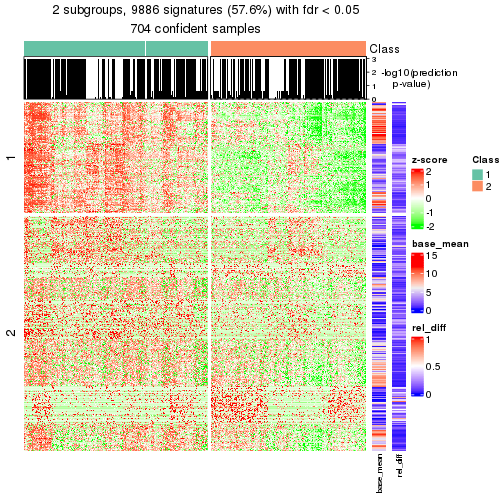 2 subgroups, 9886 signatures (57.6%) with fdr < 0.05
704 confident samples
Class
3
2
1
0
-log10(prediction
p-value)
1
2
z-score
2
1
0
-1
-2
Class
1
2
base_mean
15
10
5
0
rel_diff
1
0.5
0
base_mean
rel_diff